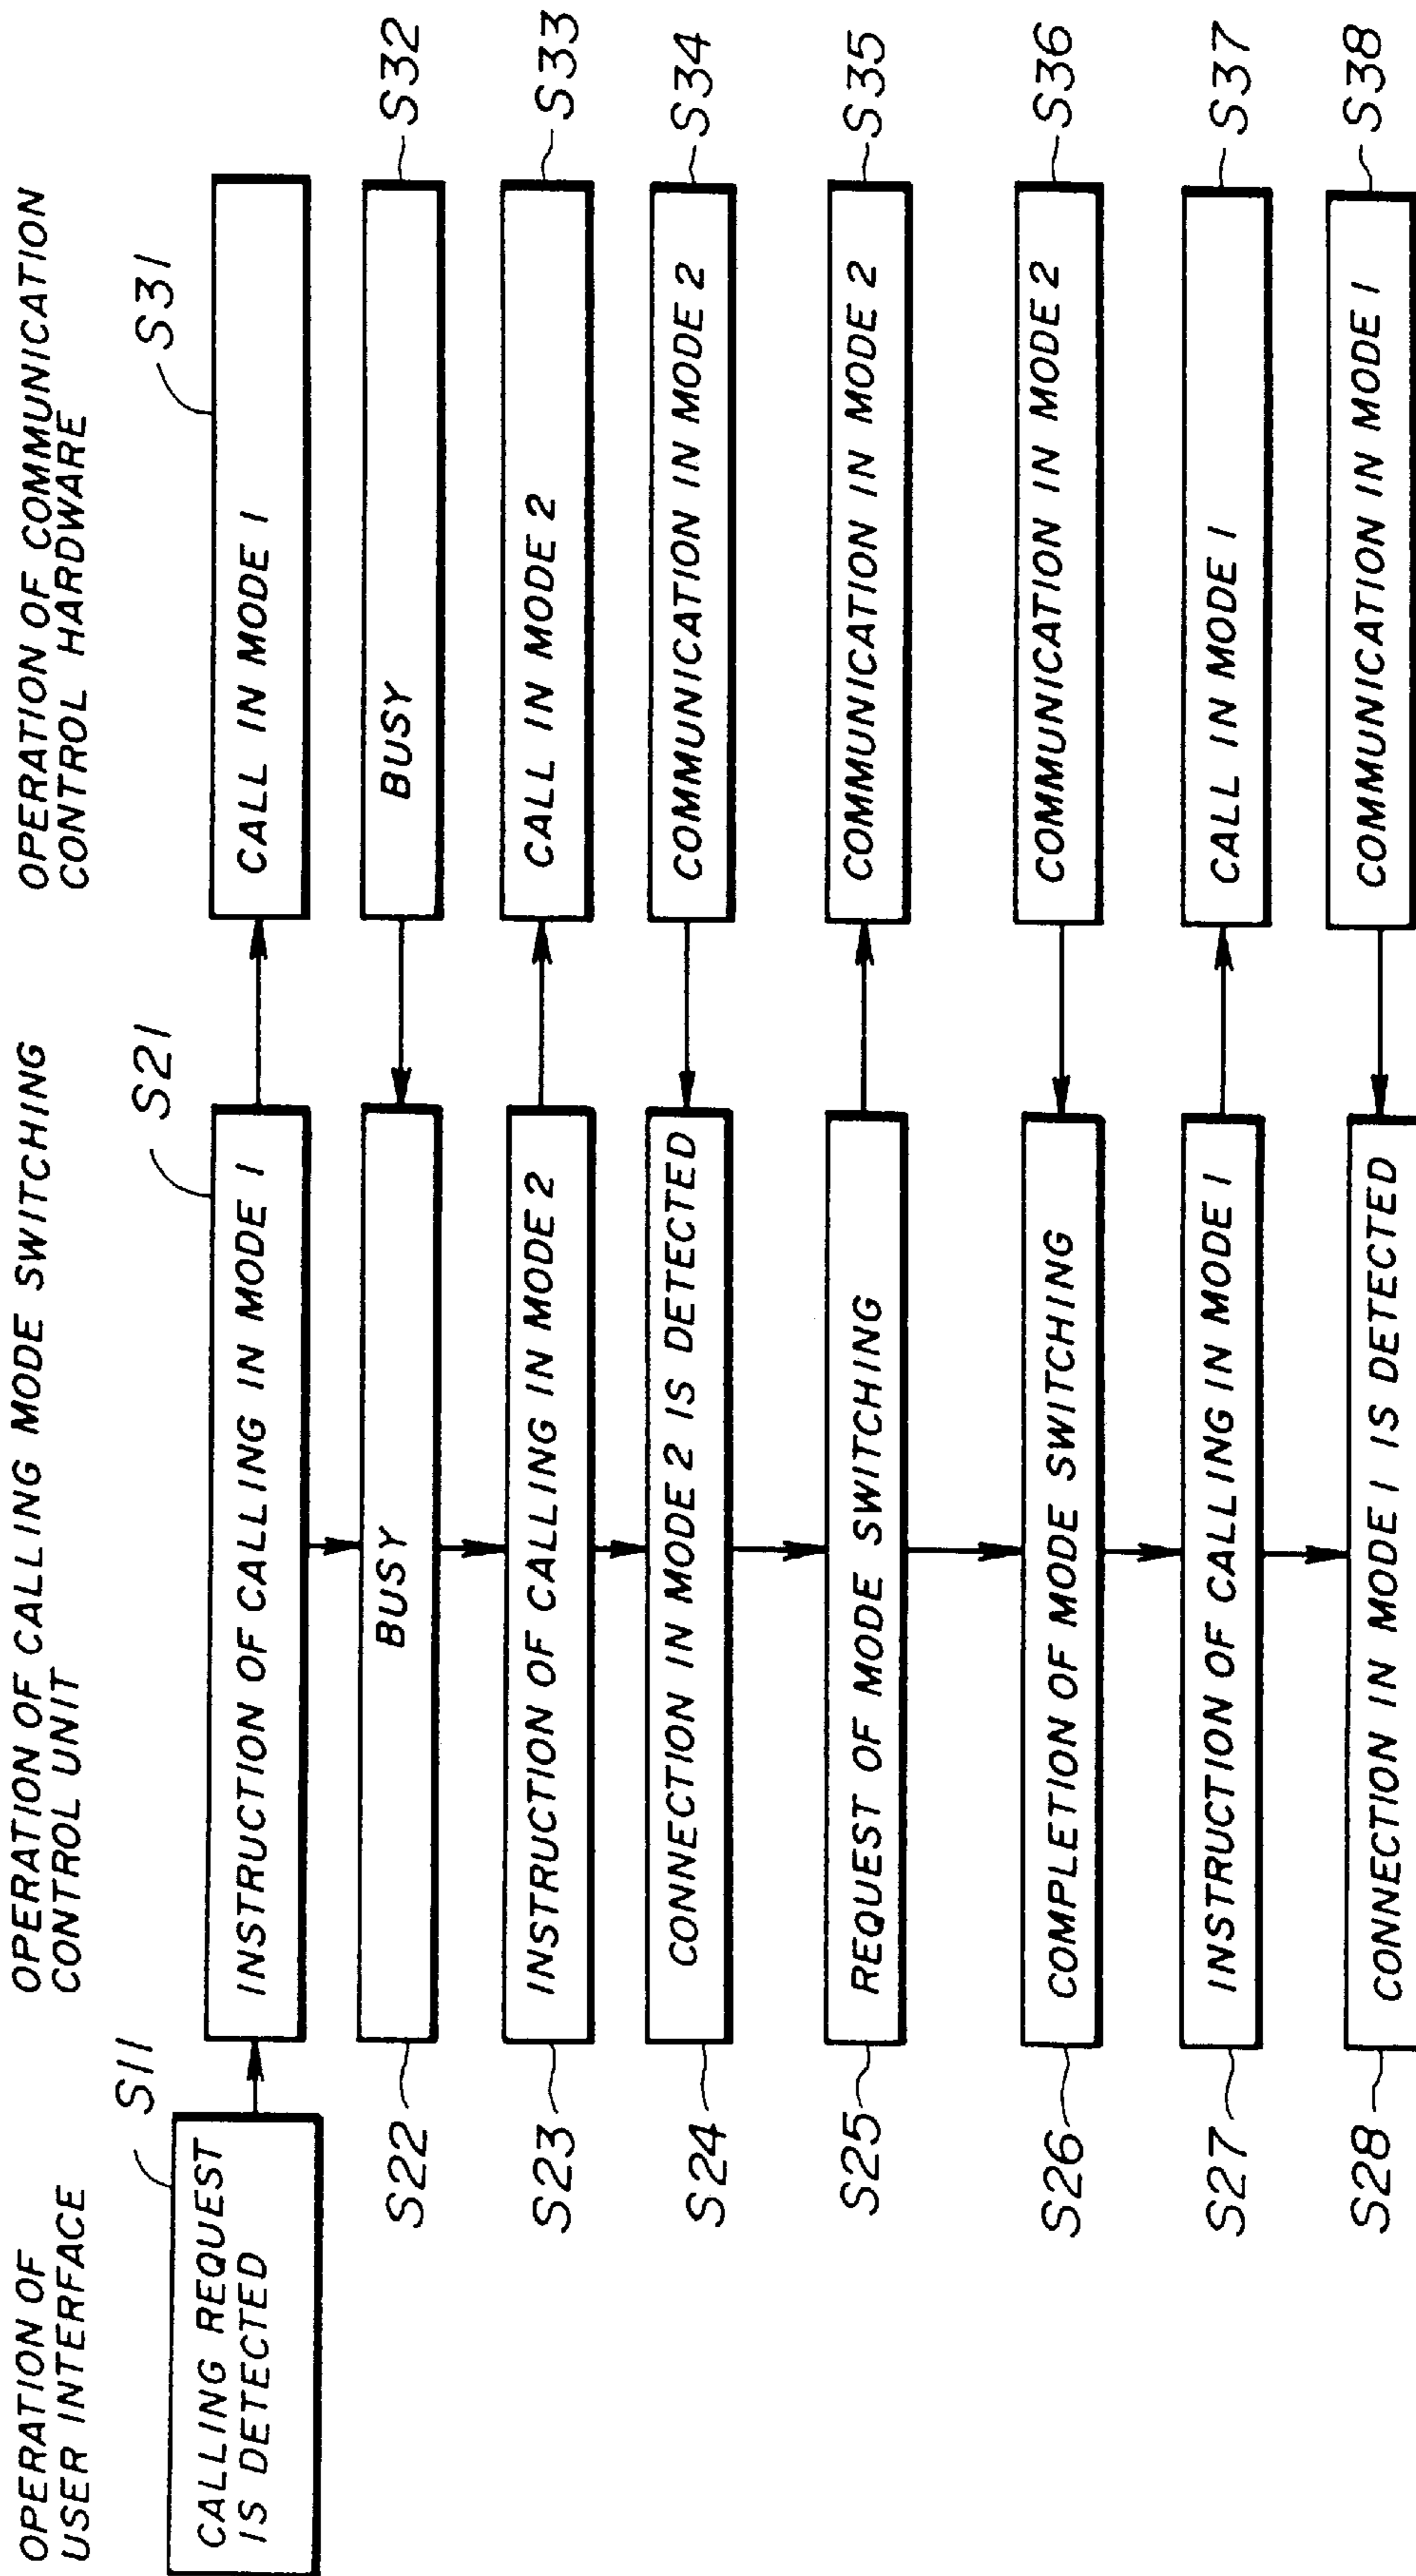 OPERATION OF
USER INTERFACE
OPERATION OF CALLING MODE SWITCHING
CONTROL UNIT
OPERATION OF COMMUNICATION
CONTROL HARDWARE
S11
CALLING REQUEST
IS DETECTED
S21
INSTRUCTION OF CALLING IN MODE 1
S31
CALL IN MODE 1
S22
BUSY
BUSY
S32
S23
INSTRUCTION OF CALLING IN MODE 2
CALL IN MODE 2
S33
S24
CONNECTION IN MODE 2 IS DETECTED
COMMUNICATION IN MODE 2
S34
S25
REQUEST OF MODE SWITCHING
COMMUNICATION IN MODE 2
S35
S26
COMPLETION OF MODE SWITCHING
COMMUNICATION IN MODE 2
S36
S27
INSTRUCTION OF CALLING IN MODE 1
CALL IN MODE 1
S37
S28
CONNECTION IN MODE 1 IS DETECTED
COMMUNICATION IN MODE 1
S38